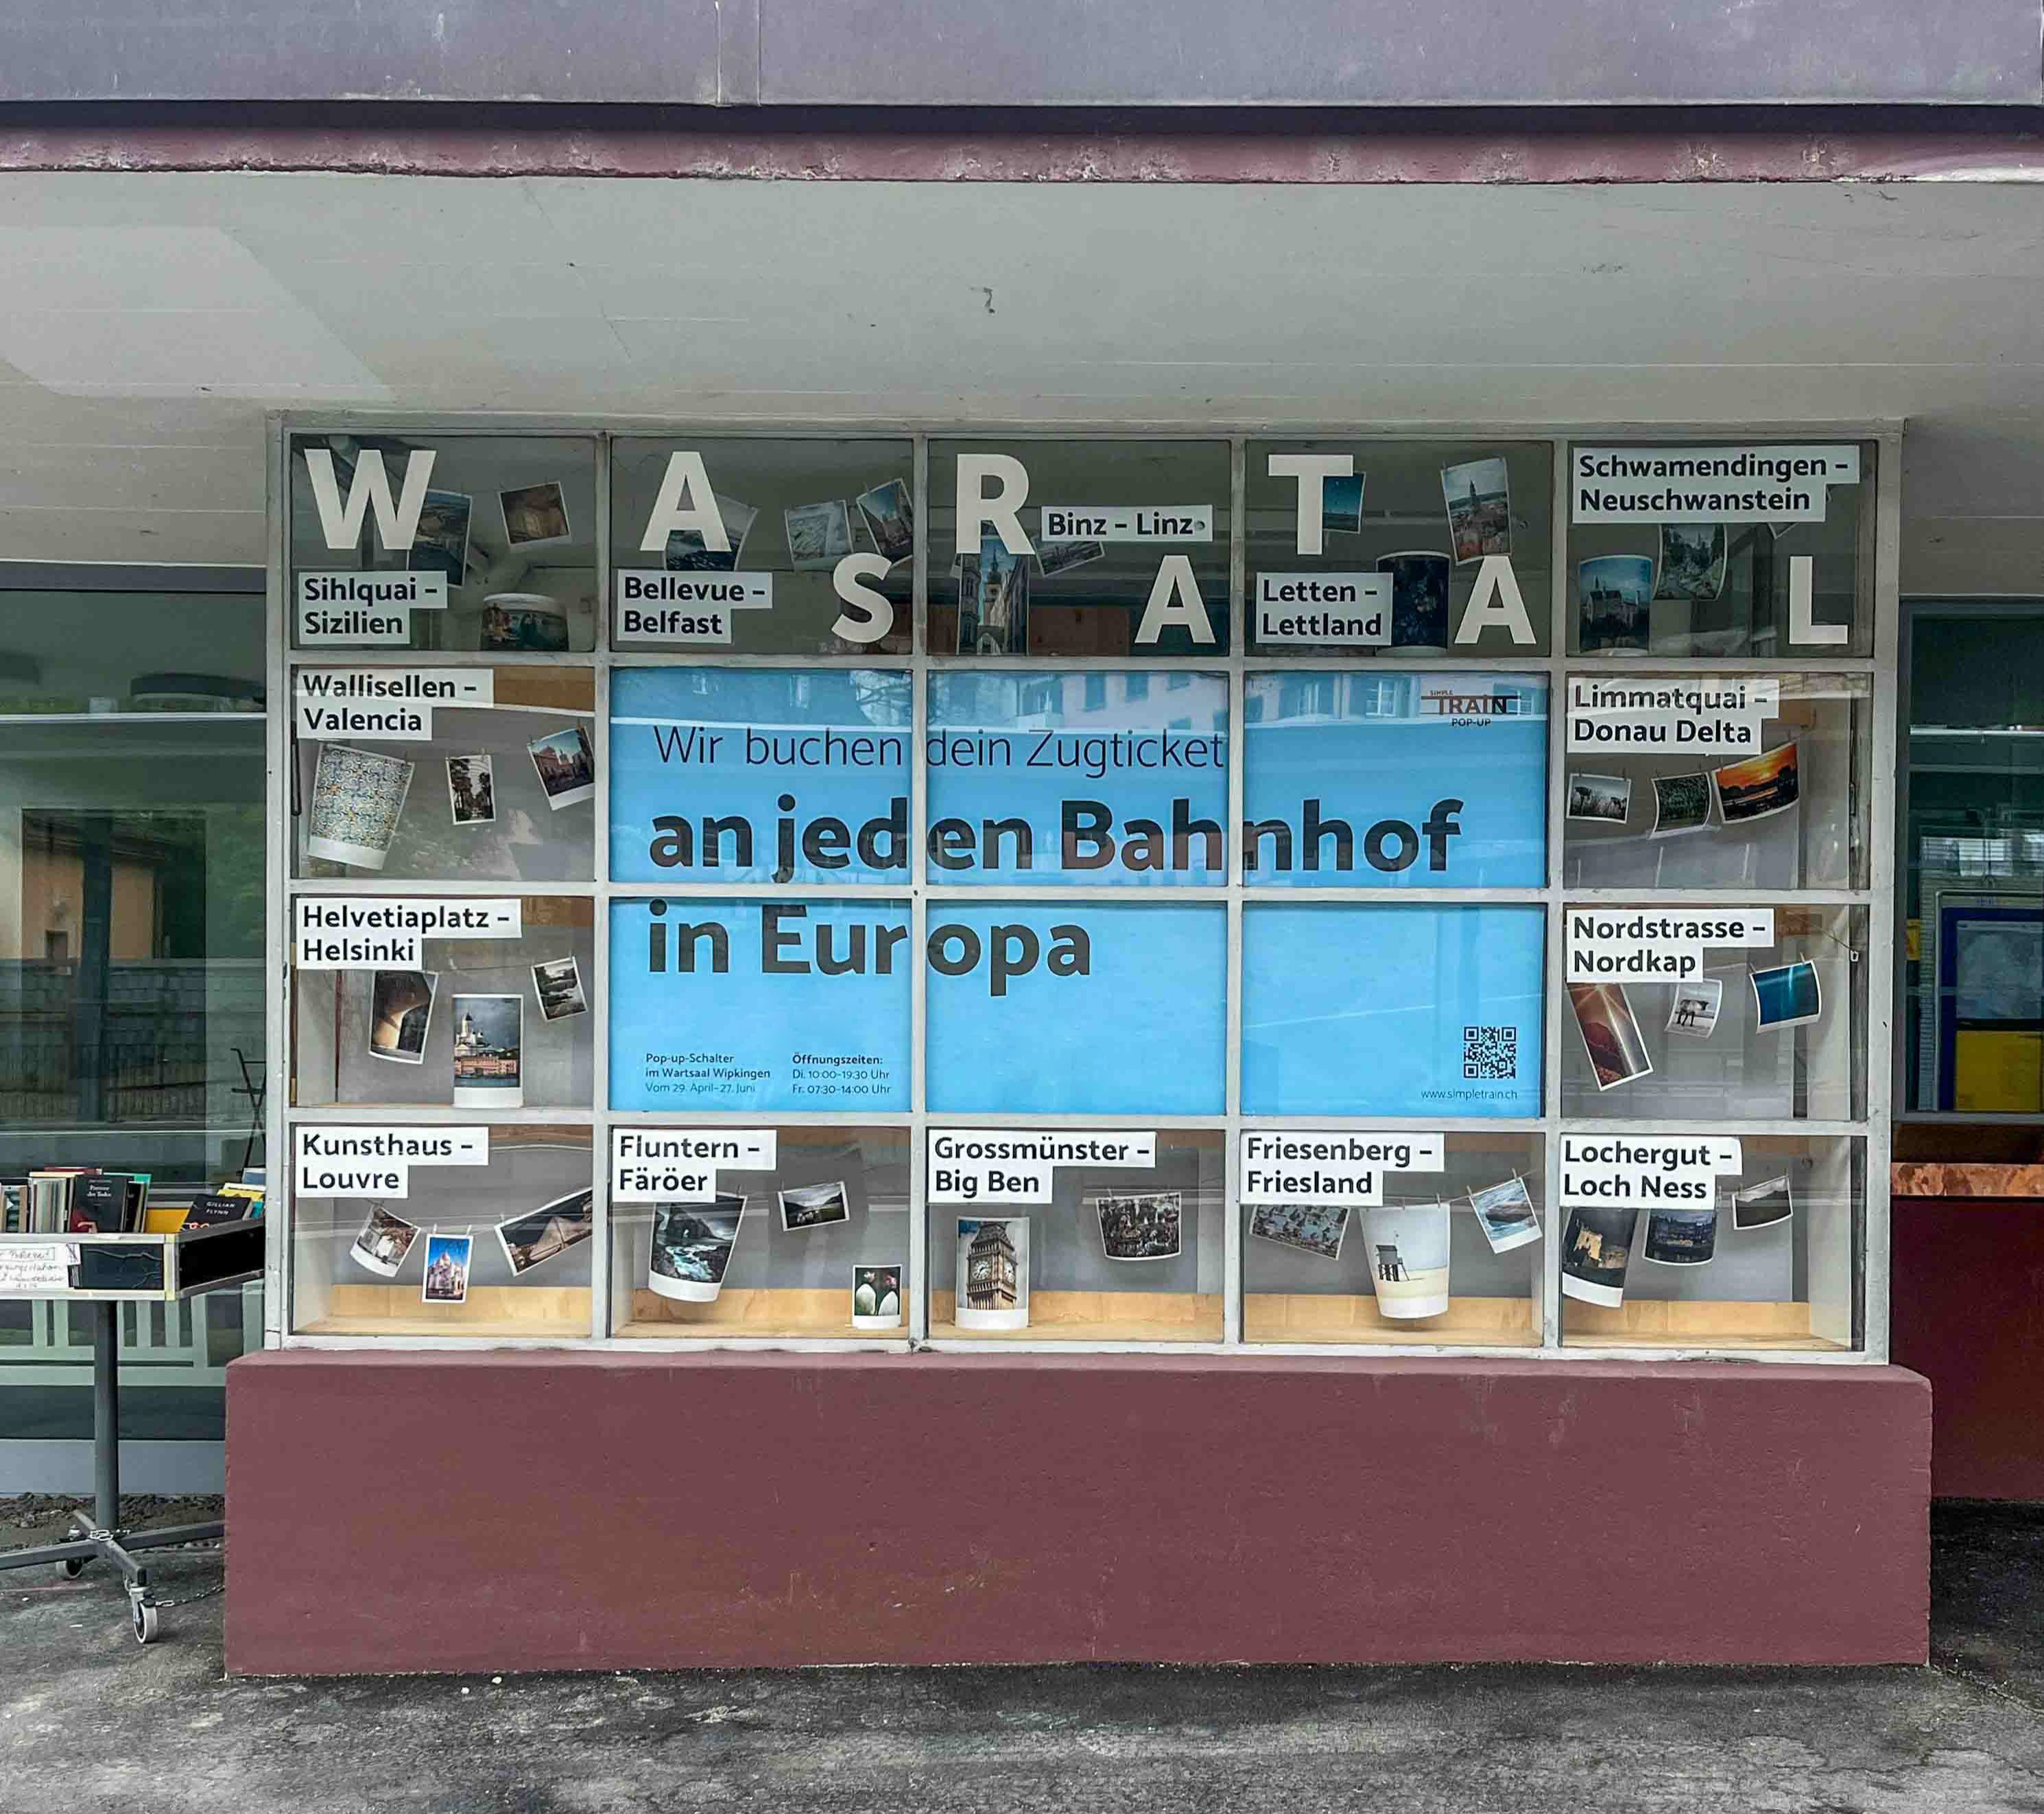 WARTSAAL
Sihlquai –
Sizilien
Bellevue –
Belfast
Binz – Linz
Letten –
Lettland
Schwamendingen –
Neuschwanstein
Wallisellen –
Valencia
Wir buchen dein Zugticket
an jeden Bahnhof
in Europa
SIMPLE
TRAIN
POP-UP
Limmatquai –
Donau Delta
Helvetiaplatz –
Helsinki
Pop-up-Schalter
im Wartsaal Wipkingen
Vom 29. April–27. Juni
Öffnungszeiten:
Di. 10:00–19:30 Uhr
Fr. 07:30–14:00 Uhr
www.simpletrain.ch
Nordstrasse –
Nordkap
Kunsthaus –
Louvre
Fluntern –
Färöer
Grossmünster –
Big Ben
Friesenberg –
Friesland
Lochergut –
Loch Ness
GILLIAN
FLYNN